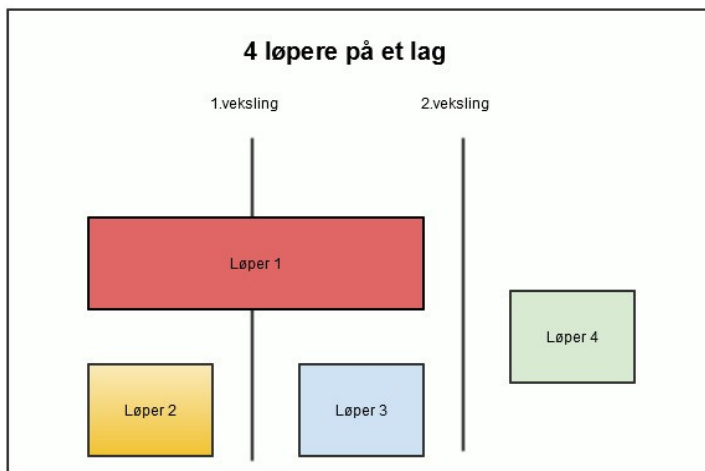 4 løpere på et lag
1.veksling
2.veksling
Løper 1
Løper 4
Løper 2
Løper 3